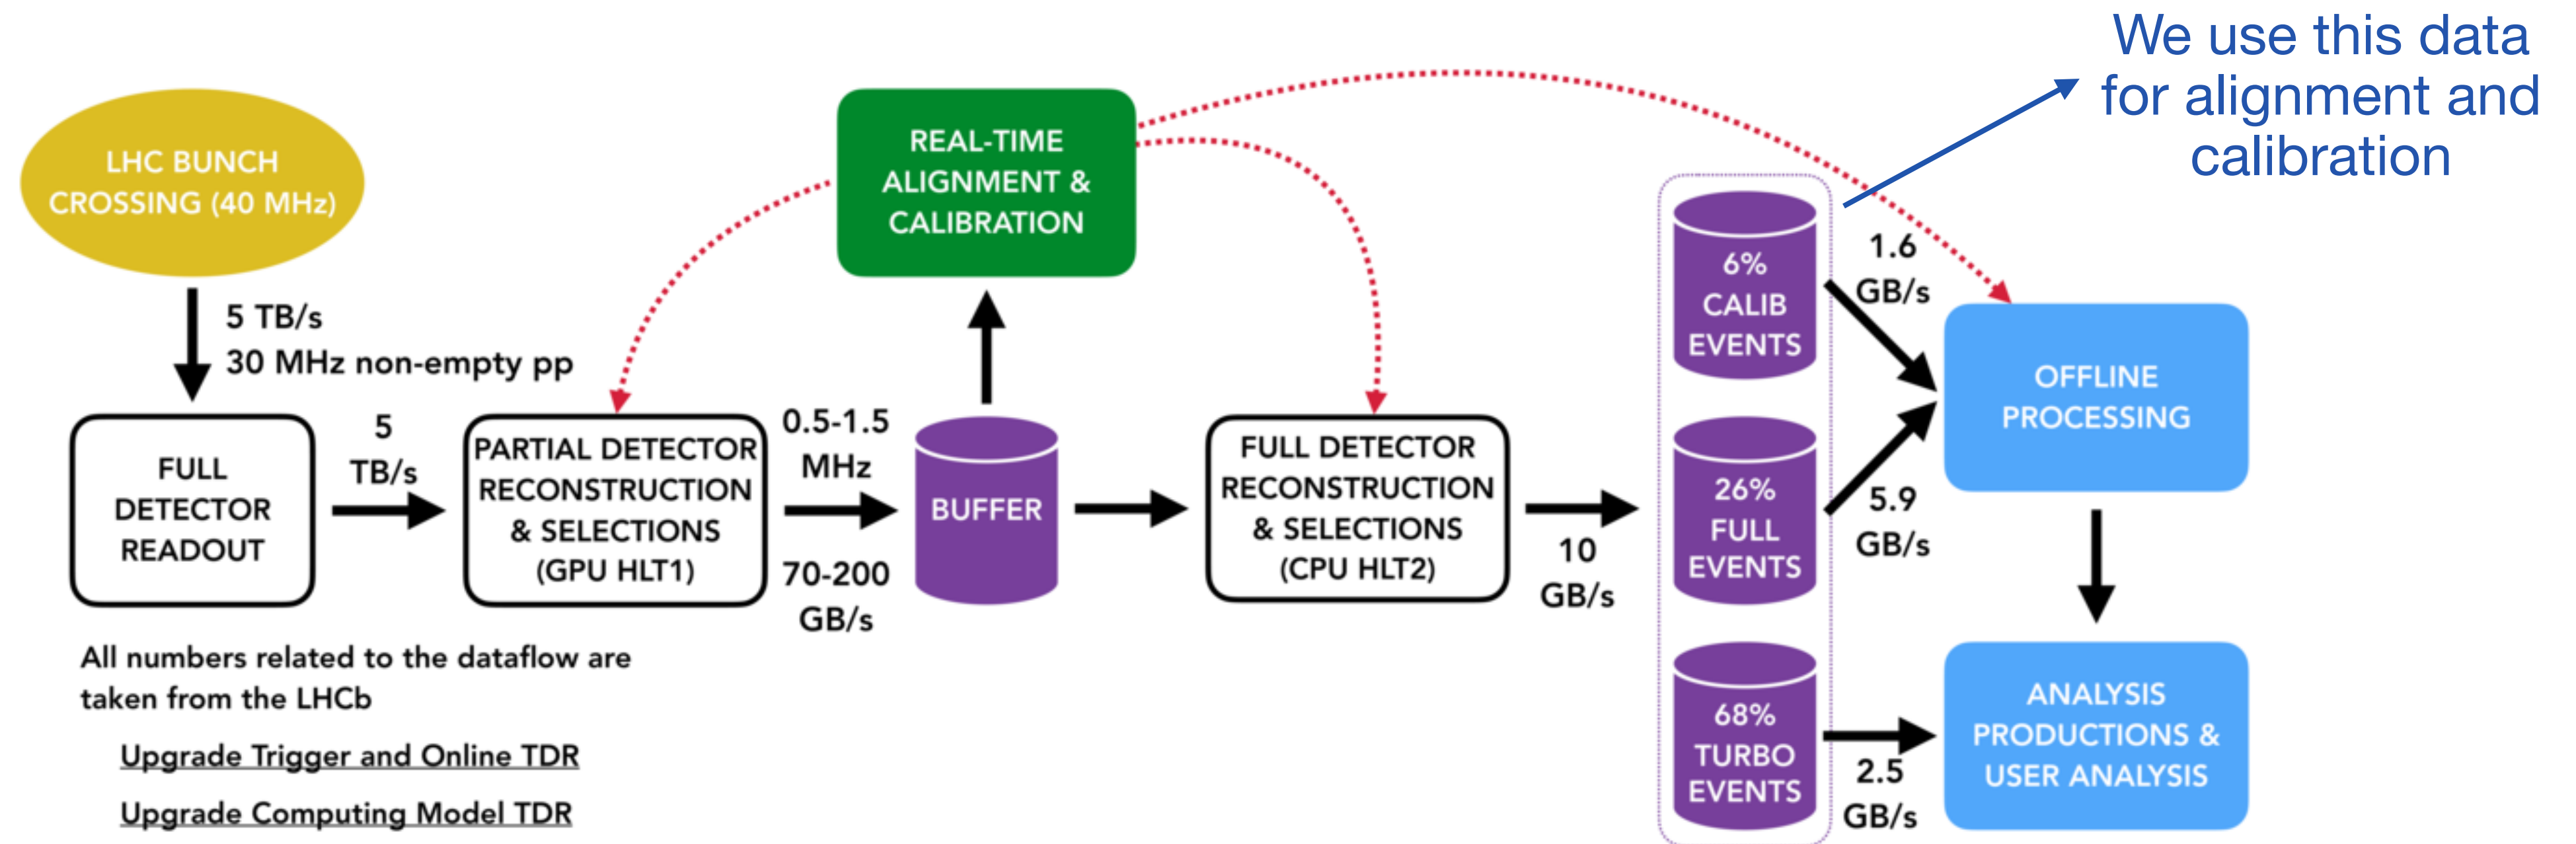 We use this data
for alignment and
calibration
LHC BUNCH
CROSSING (40 MHz)
REAL-TIME
ALIGNMENT &
CALIBRATION
5 TB/s
30 MHz non-empty pp
FULL
DETECTOR
READOUT
5
TB/s
PARTIAL DETECTOR
RECONSTRUCTION
& SELECTIONS
(GPU HLT1)
0.5-1.5
MHz
70-200
GB/s
BUFFER
FULL DETECTOR
RECONSTRUCTION
& SELECTIONS
(CPU HLT2)
10
GB/s
6%
CALIB
EVENTS
1.6
GB/s
26%
FULL
EVENTS
5.9
GB/s
68%
TURBO
EVENTS
2.5
GB/s
OFFLINE
PROCESSING
ANALYSIS
PRODUCTIONS &
USER ANALYSIS
All numbers related to the dataflow are
taken from the LHCb
Upgrade Trigger and Online TDR
Upgrade Computing Model TDR